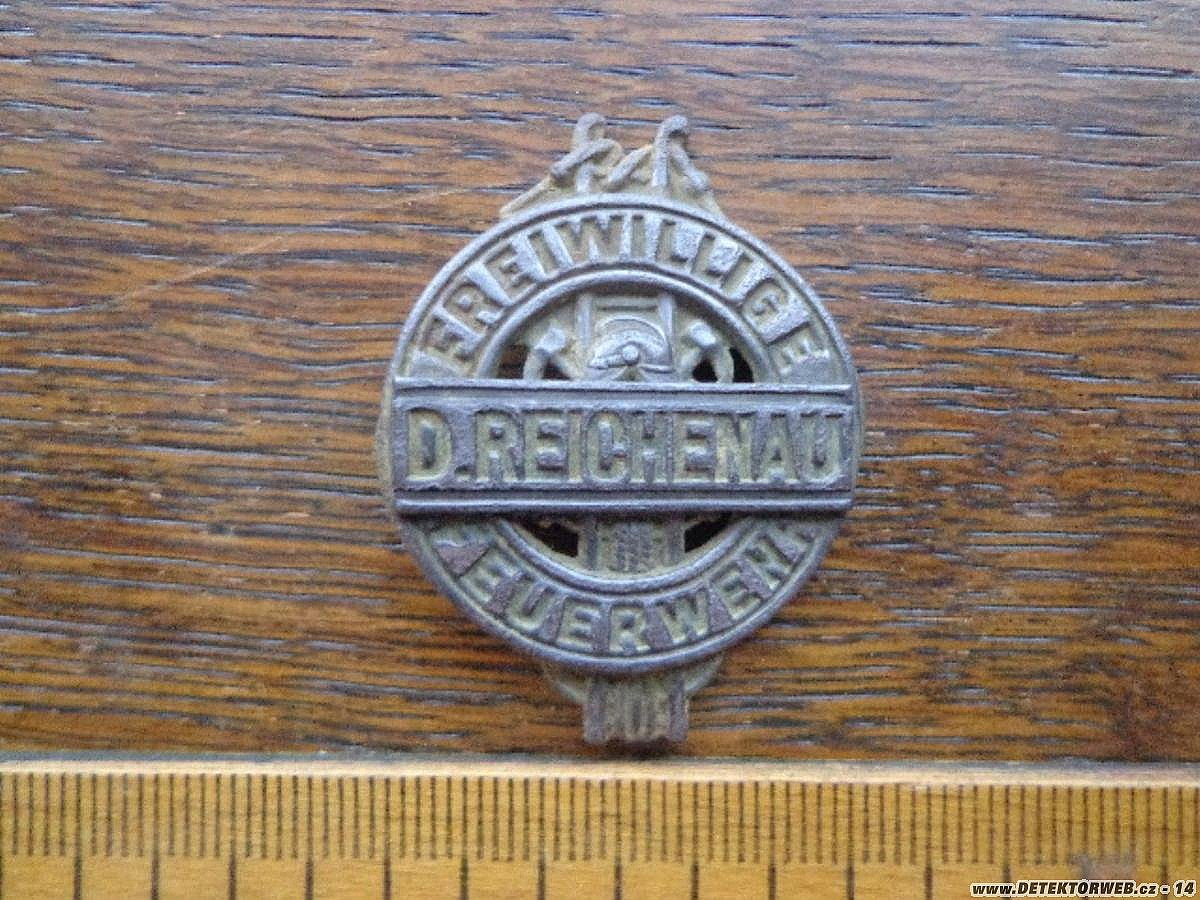 FREIWILLIGE
D.REICHENAU
FEUERWEHR
www.DETEKTORWEB.cz - 14